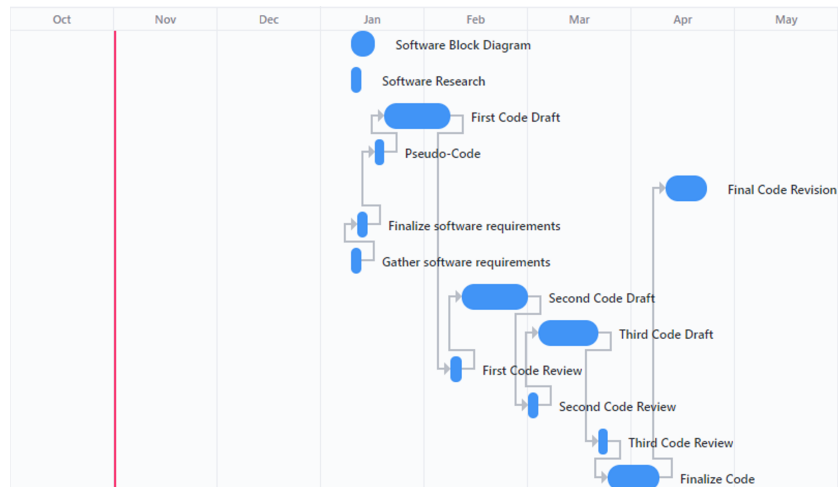 Oct Nov Dec Jan Feb Mar Apr May
Software Block Diagram
Software Research
First Code Draft
Pseudo-Code
Final Code Revision
Finalize software requirements
Gather software requirements
Second Code Draft
Third Code Draft
First Code Review
Second Code Review
Third Code Review
Finalize Code